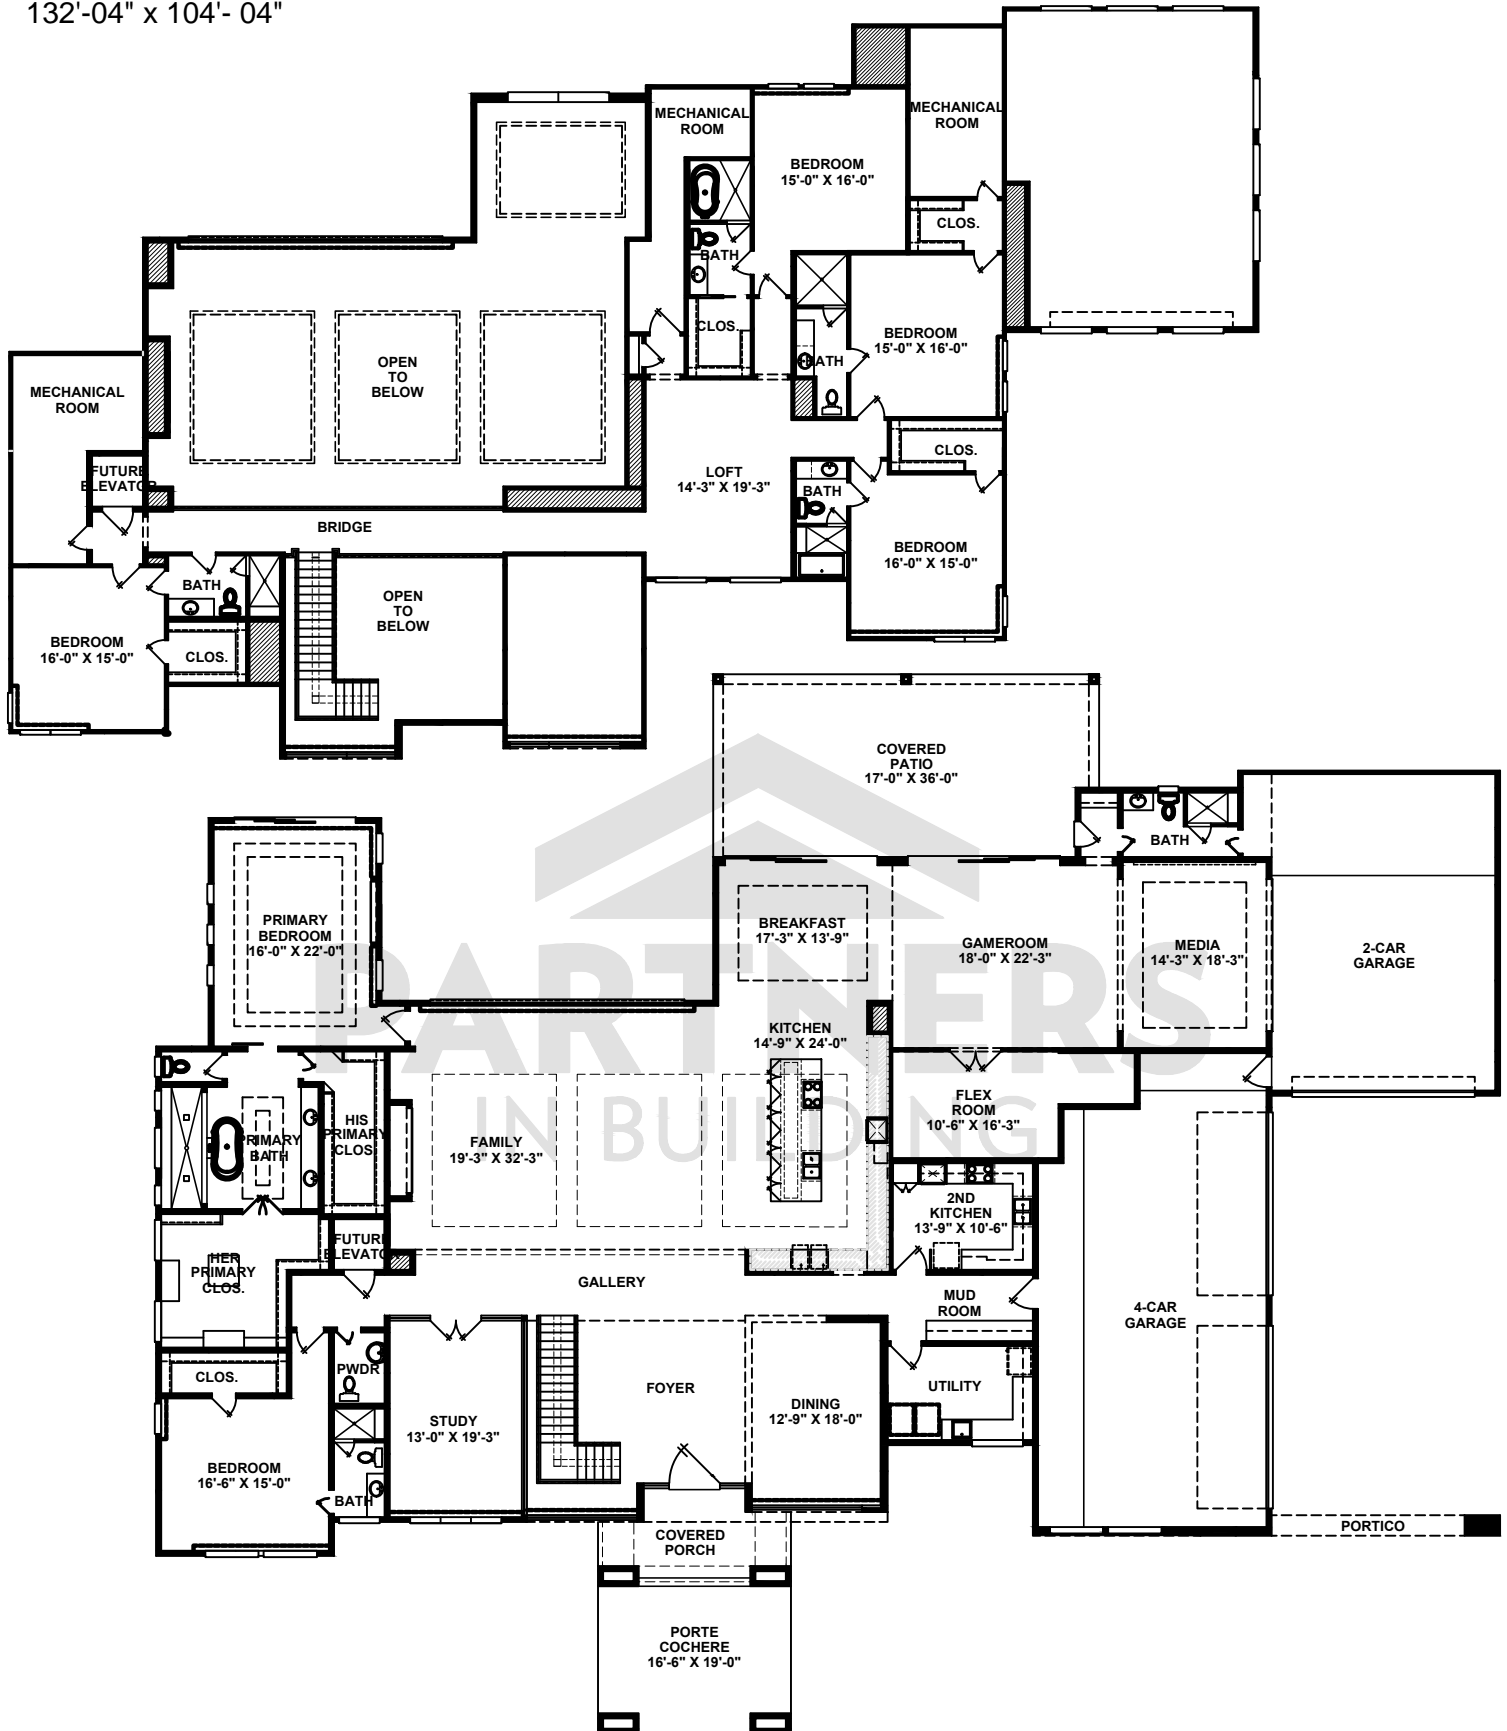 132'-04" x 104'- 04"
MECHANICAL
ROOM
BEDROOM
15'-0" X 16'-0"
MECHANICAL
ROOM
CLOS.
BATH
CLOS.
BEDROOM
15'-0" X 16'-0"
BATH
OPEN
TO
BELOW
MECHANICAL
ROOM
FUTURE
ELEVATOR
LOFT
14'-3" X 19'-3"
CLOS.
BATH
BRIDGE
BEDROOM
16'-0" X 15'-0"
BATH
OPEN
TO
BELOW
BEDROOM
16'-0" X 15'-0"
CLOS.
COVERED
PATIO
17'-0" X 36'-0"
BATH
PRIMARY
BEDROOM
16'-0" X 22'-0"
BREAKFAST
17'-3" X 13'-9"
GAMEROOM
18'-0" X 22'-3"
MEDIA
14'-3" X 18'-3"
2-CAR
GARAGE
PARTNERS
IN BUILDING
KITCHEN
14'-9" X 24'-0"
FLEX
ROOM
10'-6" X 16'-3"
HIS
PRIMARY
CLOS
PRIMARY
BATH
FAMILY
19'-3" X 32'-3"
2ND
KITCHEN
13'-9" X 10'-6"
FUTURE
ELEVATOR
HER
PRIMARY
CLOS.
GALLERY
MUD
ROOM
4-CAR
GARAGE
CLOS.
PWDR
FOYER
UTILITY
DINING
12'-9" X 18'-0"
STUDY
13'-0" X 19'-3"
BEDROOM
16'-6" X 15'-0"
BATH
COVERED
PORCH
PORTICO
PORTE
COCHERE
16'-6" X 19'-0"